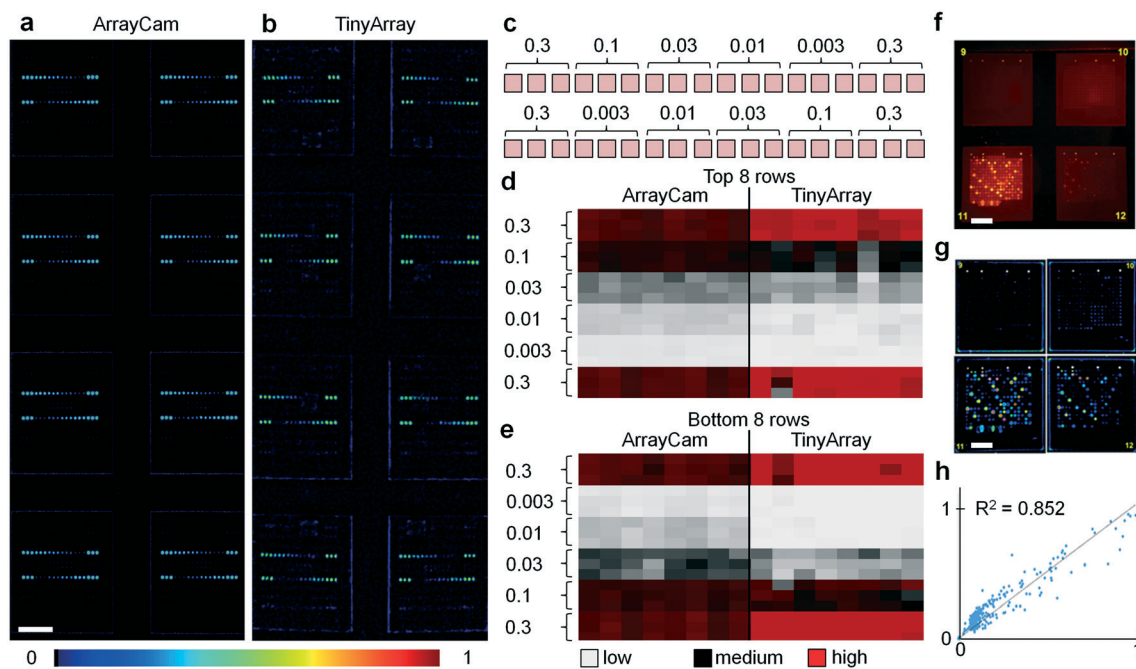 a
ArrayCam
b
TinyArray
0
1
c
0.3 0.1 0.03 0.01 0.003 0.3
0.3 0.003 0.01 0.03 0.1 0.3
d
Top 8 rows
ArrayCam TinyArray
0.3
0.1
0.03
0.01
0.003
0.3
e
Bottom 8 rows
ArrayCam TinyArray
0.3
0.003
0.01
0.03
0.1
0.3
low medium high
f
9 10
11 12
g
9 10
11 12
h
R² = 0.852
1
0
1